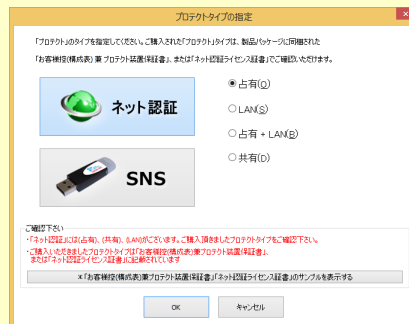 プロテクトタイプの指定
×
「プロテクト」のタイプを指定してください。ご購入された「プロテクト」タイプは、製品パッケージに同梱された
「お客様控(構成表) 兼 プロテクト装置保証書」、または「ネット認証ライセンス証書」でご確認いただけます。
ネット認証
占有(O)
LAN(S)
占有 + LAN(B)
共有(D)
SNS
ご確認下さい
・「ネット認証」には(占有), (共有), (LAN)がございます。ご購入頂きましたプロテクトタイプをご確認下さい。
・ご購入いただきましたプロテクトタイプは「お客様控(構成表)兼プロテクト装置保証書」、
または「ネット認証ライセンス証書」に記載されています
※「お客様控(構成表)兼プロテクト装置保証書」「ネット認証ライセンス証書」のサンプルを表示する
OK
キャンセル